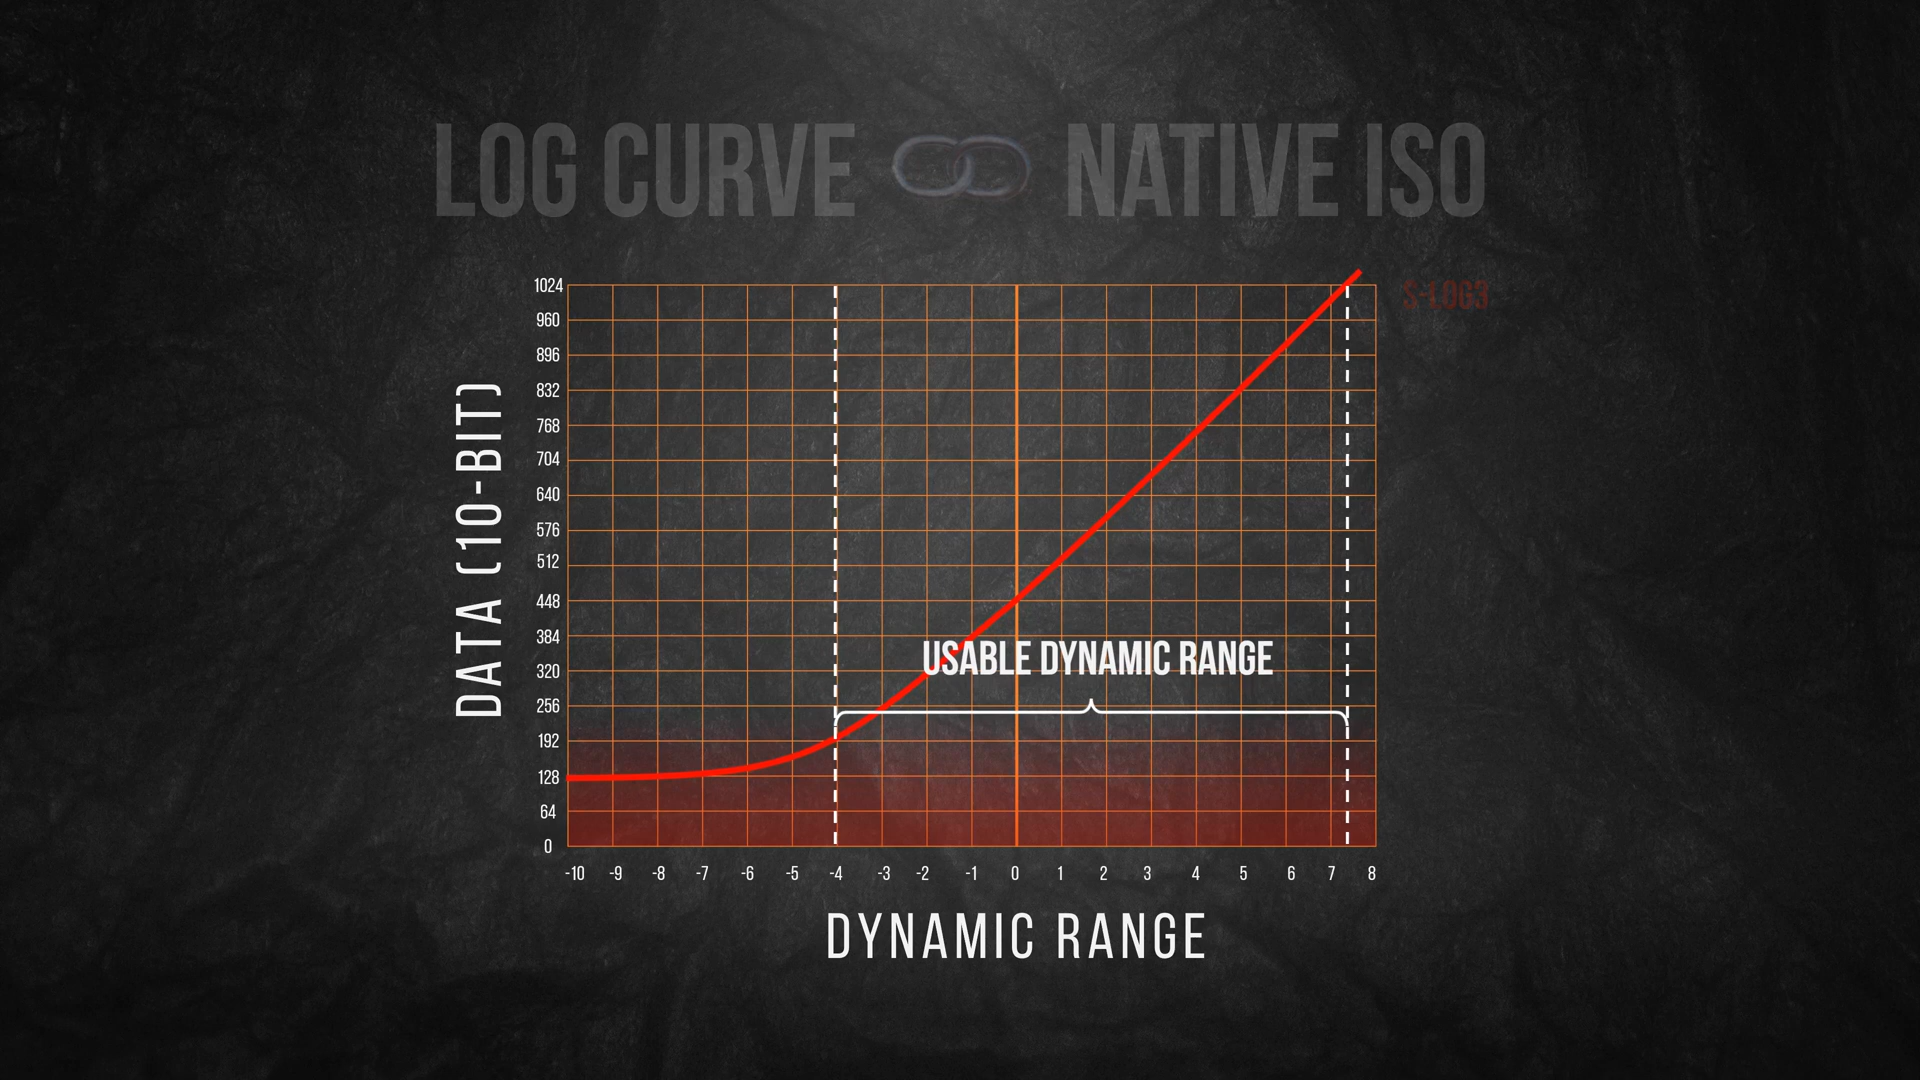 LOG CURVE NATIVE ISO
S-LOG3
1024
960
896
832
768
704
640
576
512
448
384
320
256
192
128
64
0
DATA (10-BIT)
USABLE DYNAMIC RANGE
-10 -9 -8 -7 -6 -5 -4 -3 -2 -1 0 1 2 3 4 5 6 7 8
DYNAMIC RANGE